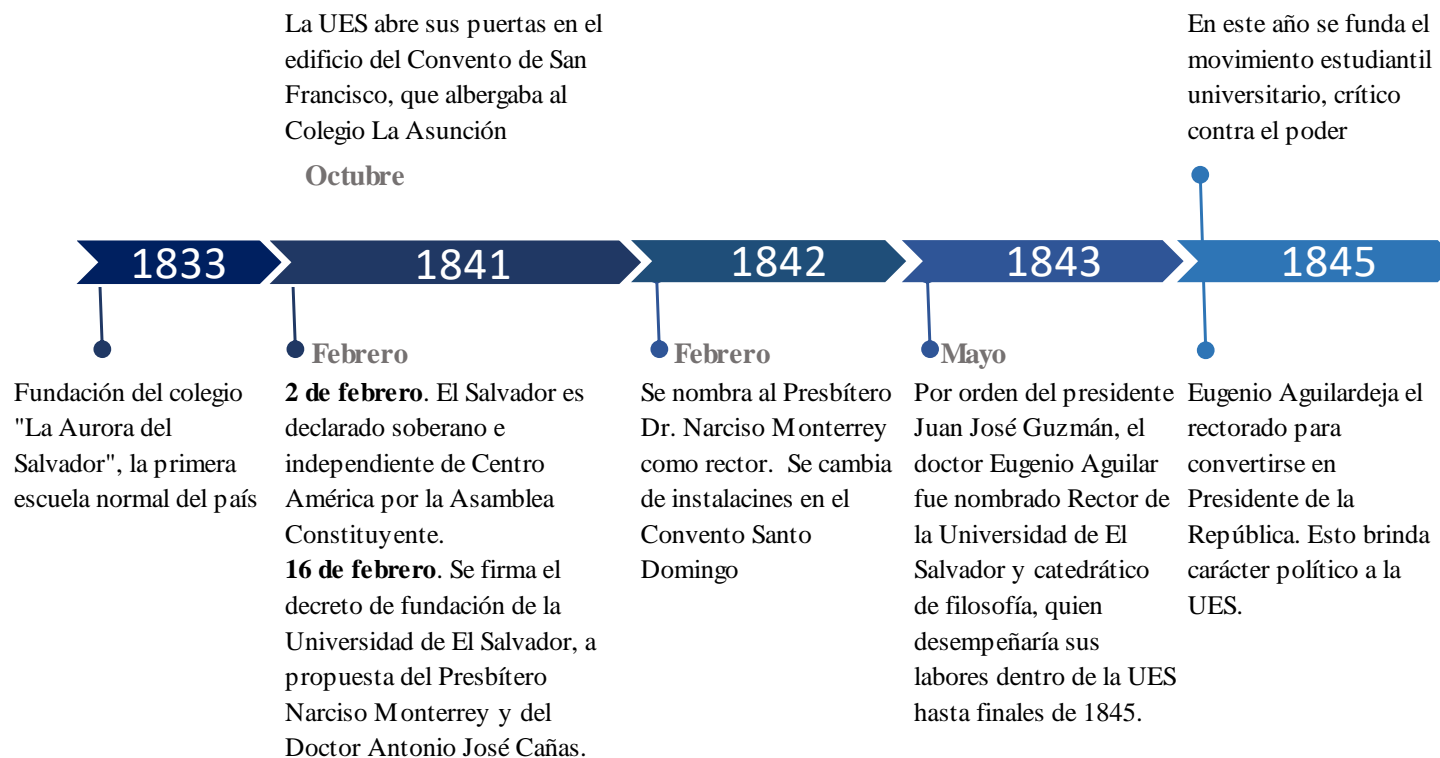 La UES abre sus puertas en el
edificio del Convento de San
Francisco, que albergaba al
Colegio La Asunción
Octubre
En este año se funda el
movimiento estudiantil
universitario, crítico
contra el poder
1833
1841
1842
1843
1845
Fundación del colegio
"La Aurora del
Salvador", la primera
escuela normal del país
Febrero
2 de febrero. El Salvador es
declarado soberano e
independiente de Centro
América por la Asamblea
Constituyente.
16 de febrero. Se firma el
decreto de fundación de la
Universidad de El Salvador, a
propuesta del Presbítero
Narciso Monterrey y del
Doctor Antonio José Cañas.
Febrero
Se nombra al Presbítero
Dr. Narciso Monterrey
como rector. Se cambia
de instalacines en el
Convento Santo
Domingo
Mayo
Por orden del presidente
Juan José Guzmán, el
doctor Eugenio Aguilar
fue nombrado Rector de
la Universidad de El
Salvador y catedrático
de filosofía, quien
desempeñaría sus
labores dentro de la UES
hasta finales de 1845.
Eugenio Aguilardeja el
rectorado para
convertirse en
Presidente de la
República. Esto brinda
carácter político a la
UES.